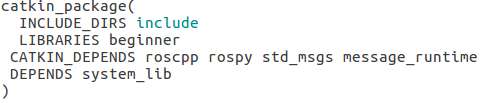 catkin_package(
  INCLUDE_DIRS include
  LIBRARIES beginner
 CATKIN_DEPENDS roscpp rospy std_msgs message_runtime
 DEPENDS system_lib
)